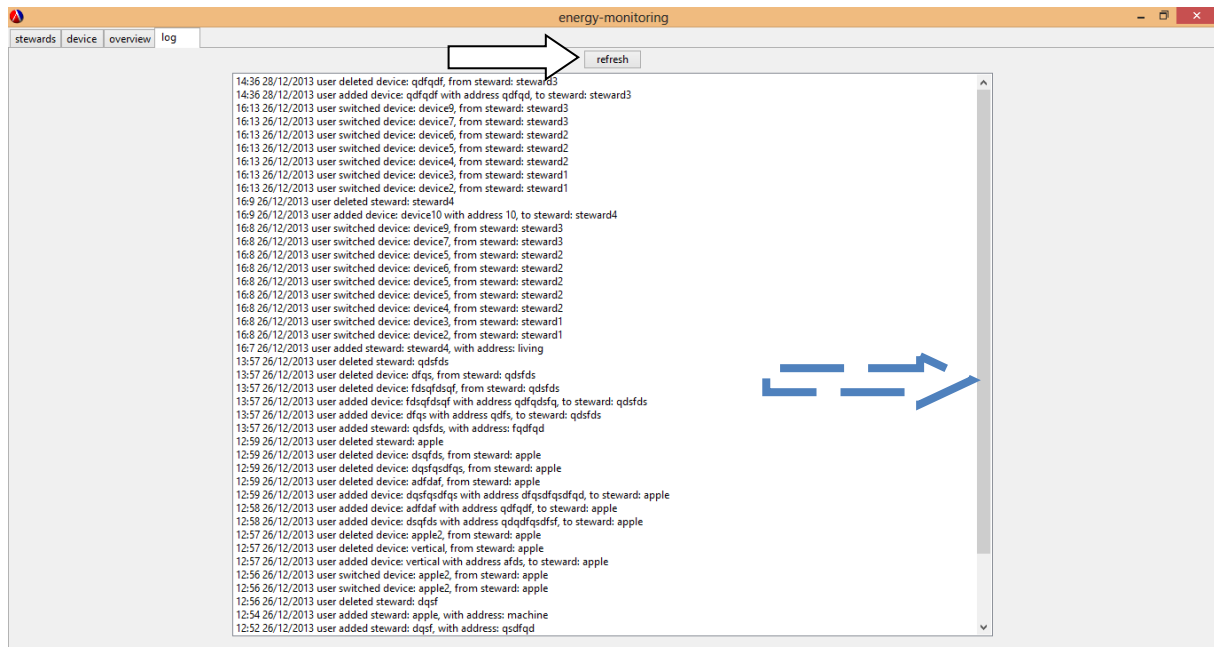 energy-monitoring
stewards device overview log
refresh
14:36 28/12/2013 user deleted device: qdfqdf, from steward: steward3
14:36 28/12/2013 user added device: qdfqdf with address qdfqd, to steward: steward3
16:13 26/12/2013 user switched device: device9, from steward: steward3
16:13 26/12/2013 user switched device: device7, from steward: steward3
16:13 26/12/2013 user switched device: device6, from steward: steward2
16:13 26/12/2013 user switched device: device5, from steward: steward2
16:13 26/12/2013 user switched device: device4, from steward: steward2
16:13 26/12/2013 user switched device: device3, from steward: steward1
16:13 26/12/2013 user switched device: device2, from steward: steward1
16:9 26/12/2013 user deleted steward: steward4
16:9 26/12/2013 user added device: device10 with address 10, to steward: steward4
16:8 26/12/2013 user switched device: device9, from steward: steward3
16:8 26/12/2013 user switched device: device7, from steward: steward3
16:8 26/12/2013 user switched device: device5, from steward: steward2
16:8 26/12/2013 user switched device: device6, from steward: steward2
16:8 26/12/2013 user switched device: device5, from steward: steward2
16:8 26/12/2013 user switched device: device5, from steward: steward2
16:8 26/12/2013 user switched device: device4, from steward: steward2
16:8 26/12/2013 user switched device: device3, from steward: steward1
16:8 26/12/2013 user switched device: device2, from steward: steward1
16:7 26/12/2013 user added steward: steward4, with address: living
13:57 26/12/2013 user deleted steward: qdsfds
13:57 26/12/2013 user deleted device: dfqs, from steward: qdsfds
13:57 26/12/2013 user deleted device: fdsqfdsqf, from steward: qdsfds
13:57 26/12/2013 user added device: fdsqfdsqf with address qdfqdsfq, to steward: qdsfds
13:57 26/12/2013 user added device: dfqs with address qdfs, to steward: qdsfds
13:57 26/12/2013 user added steward: qdsfds, with address: fqdfqd
12:59 26/12/2013 user deleted steward: apple
12:59 26/12/2013 user deleted device: dsqfds, from steward: apple
12:59 26/12/2013 user deleted device: dqsfqsdfqs, from steward: apple
12:59 26/12/2013 user deleted device: adfdaf, from steward: apple
12:59 26/12/2013 user added device: dqsfqsdfqs with address dfqsdfqsdfqd, to steward: apple
12:58 26/12/2013 user added device: adfdaf with address qdfqdf, to steward: apple
12:58 26/12/2013 user added device: dsqfds with address qdqdfqsdfsf, to steward: apple
12:57 26/12/2013 user deleted device: apple2, from steward: apple
12:57 26/12/2013 user deleted device: vertical, from steward: apple
12:57 26/12/2013 user added device: vertical with address afds, to steward: apple
12:56 26/12/2013 user switched device: apple2, from steward: apple
12:56 26/12/2013 user switched device: apple2, from steward: apple
12:56 26/12/2013 user deleted steward: dqsf
12:54 26/12/2013 user added steward: apple, with address: machine
12:52 26/12/2013 user added steward: dqsf, with address: qsdfqd